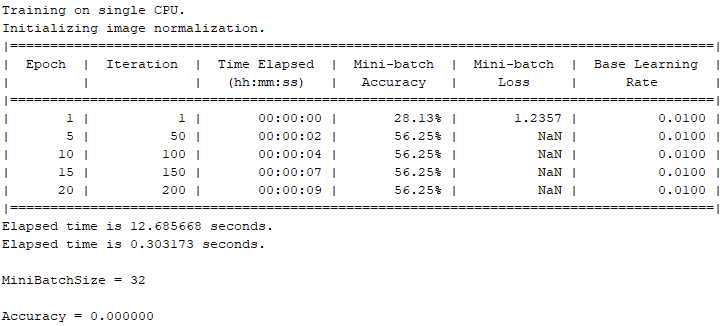 Training on single CPU.
Initializing image normalization.
|========================================================================================|
| Epoch | Iteration | Time Elapsed | Mini-batch | Mini-batch | Base Learning |
| | | (hh:mm:ss) | Accuracy | Loss | Rate |
|========================================================================================|
| 1 | 1 | 00:00:00 | 28.13% | 1.2357 | 0.0100 |
| 5 | 50 | 00:00:02 | 56.25% | NaN | 0.0100 |
| 10 | 100 | 00:00:04 | 56.25% | NaN | 0.0100 |
| 15 | 150 | 00:00:07 | 56.25% | NaN | 0.0100 |
| 20 | 200 | 00:00:09 | 56.25% | NaN | 0.0100 |
|========================================================================================|
Elapsed time is 12.685668 seconds.
Elapsed time is 0.303173 seconds.
MiniBatchSize = 32
Accuracy = 0.000000